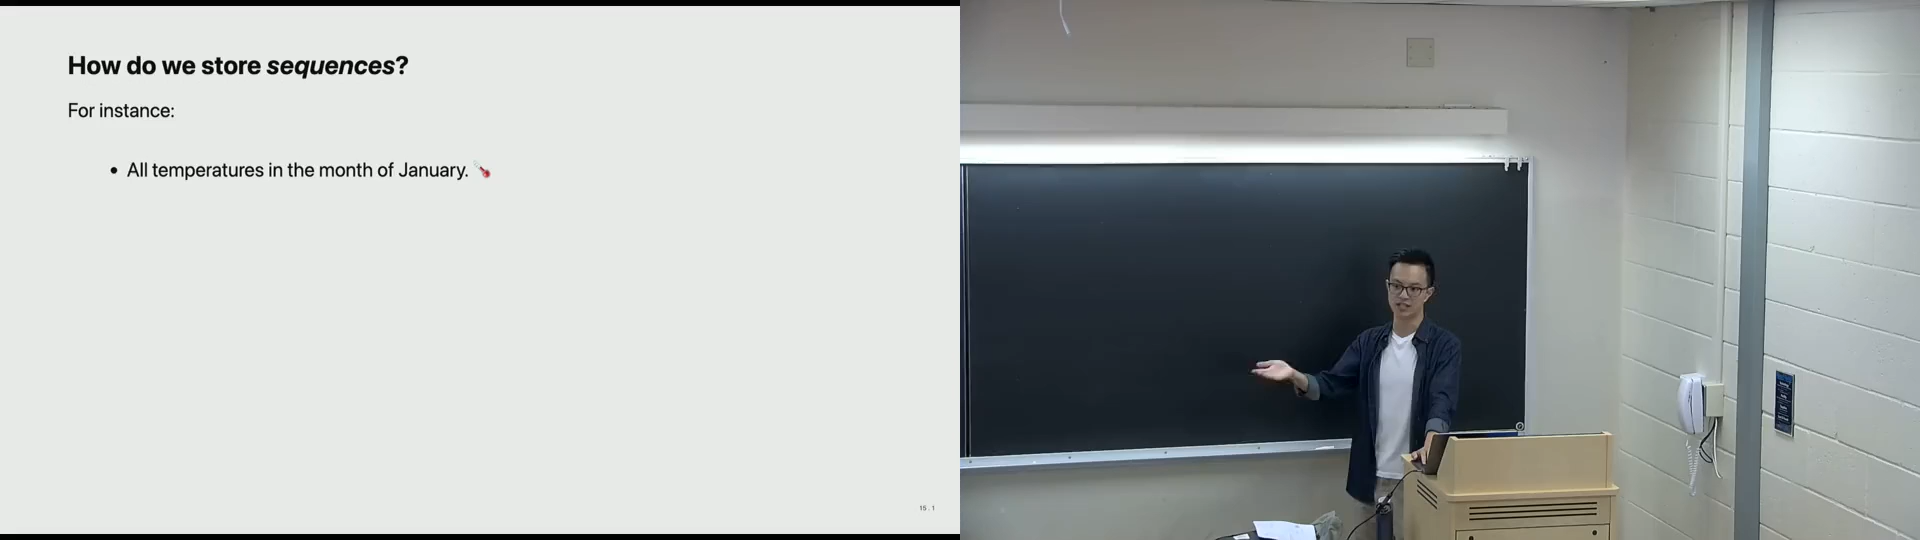 How do we store sequences?
For instance:
• All temperatures in the month of January. 🌡️
15 . 1